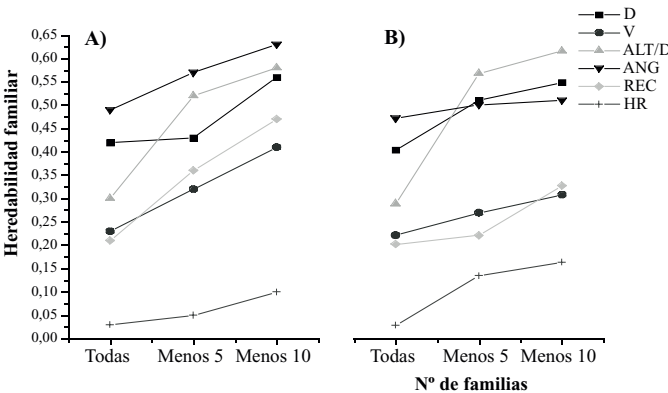 A)
B)
D
V
ALT/D
ANG
REC
HR
Heredabilidad familiar
0,65
0,60
0,55
0,50
0,45
0,40
0,35
0,30
0,25
0,20
0,15
0,10
0,05
0,00
Todas Menos 5 Menos 10 Todas Menos 5 Menos 10
Nº de familias